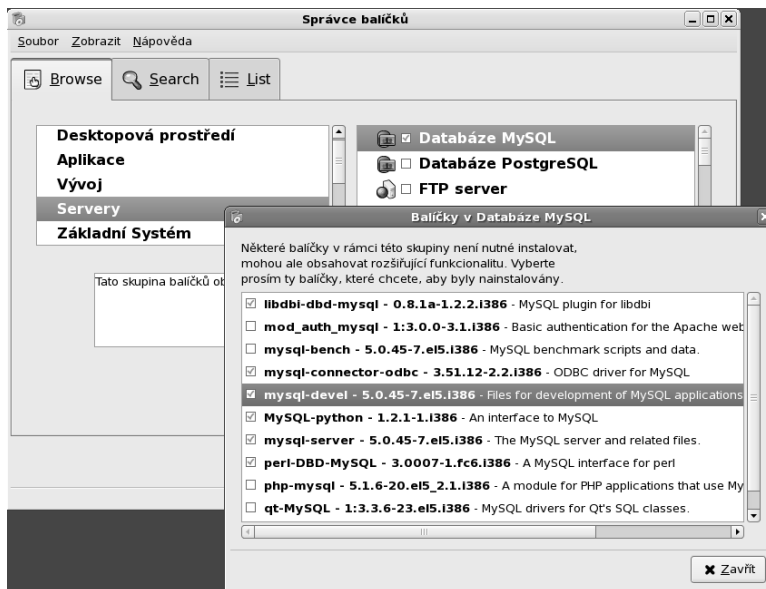 Správce balíčků
Soubor Zobrazit Nápověda
Browse Search List
Desktopová prostředí
Aplikace
Vývoj
Servery
Základní Systém
Databáze MySQL
Databáze PostgreSQL
FTP server
Tato skupina balíčků ob
Balíčky v Databáze MySQL
Některé balíčky v rámci této skupiny není nutné instalovat,
mohou ale obsahovat rozšiřující funkcionalitu. Vyberte
prosím ty balíčky, které chcete, aby byly nainstalovány.
libdbi-dbd-mysql - 0.8.1a-1.2.2.i386 - MySQL plugin for libdbi
mod_auth_mysql - 1:3.0.0-3.1.i386 - Basic authentication for the Apache web
mysql-bench - 5.0.45-7.el5.i386 - MySQL benchmark scripts and data.
mysql-connector-odbc - 3.51.12-2.2.i386 - ODBC driver for MySQL
mysql-devel - 5.0.45-7.el5.i386 - Files for development of MySQL applications
MySQL-python - 1.2.1-1.i386 - An interface to MySQL
mysql-server - 5.0.45-7.el5.i386 - The MySQL server and related files.
perl-DBD-MySQL - 3.0007-1.fc6.i386 - A MySQL interface for perl
php-mysql - 5.1.6-20.el5_2.1.i386 - A module for PHP applications that use My
qt-MySQL - 1:3.3.6-23.el5.i386 - MySQL drivers for Qt's SQL classes.
Zavřít